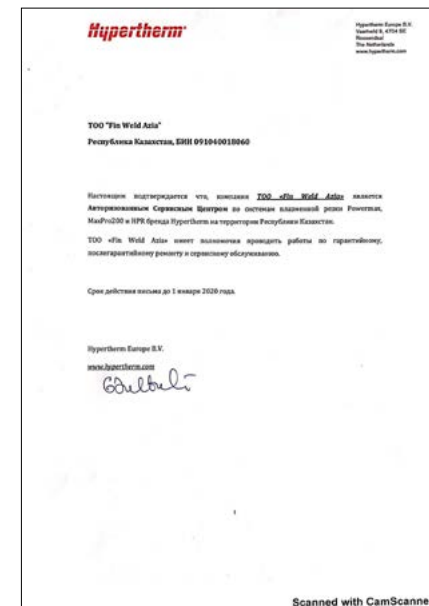 Hypertherm
Hypertherm Europe B.V.
Vaartveld 9, 4704 SE
Roosendaal
The Netherlands
www.hypertherm.com
ТОО "Fin Weld Azia"
Республика Казахстан, БИН 091040018060
Настоящим подтверждается что, компания ТОО «Fin Weld Azia» является
Авторизованным Сервисным Центром по системам плазменной резки Powermax,
MaxPro200 и HPR бренда Hypertherm на территории Республики Казахстан.
ТОО «Fin Weld Azia» имеет полномочия проводить работы по гарантийному,
послегарантийному ремонту и сервисному обслуживанию.
Срок действия письма до 1 января 2020 года.
Hypertherm Europe B.V.
www.hypertherm.com
Scanned with CamScanne